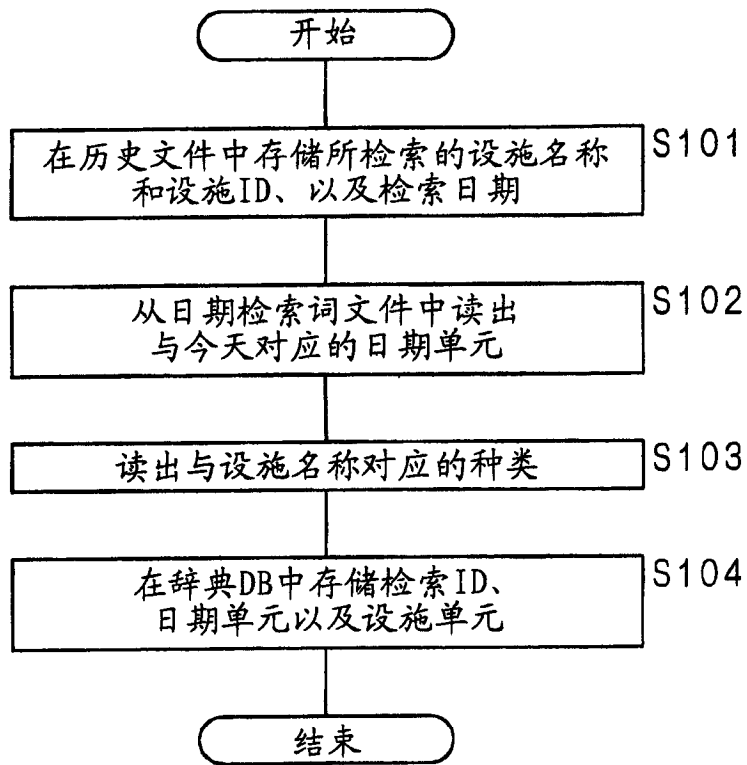 开始
在历史文件中存储所检索的设施名称
和设施ID、以及检索日期
S101
从日期检索词文件中读出
与今天对应的日期单元
S102
读出与设施名称对应的种类
S103
在辞典DB中存储检索ID、
日期单元以及设施单元
S104
结束